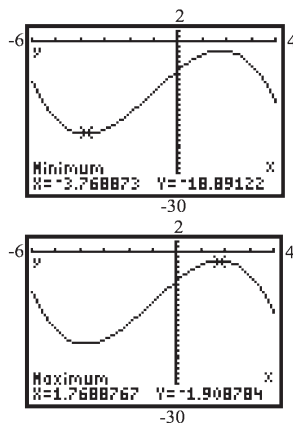 2
-6 4
y
x
Minimum
X=-3.768873 Y=-18.89122
-30
2
-6 4
y
x
Maximum
X=1.7688767 Y=-1.908784
-30